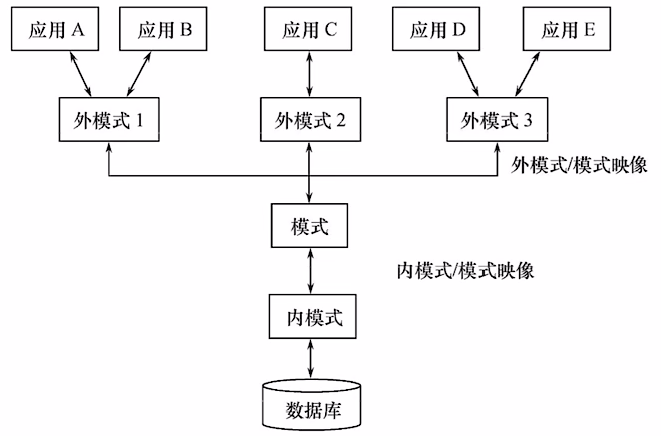 应用 A
应用 B
应用 C
应用 D
应用 E
外模式 1
外模式 2
外模式 3
外模式/模式映像
模式
内模式/模式映像
内模式
数据库